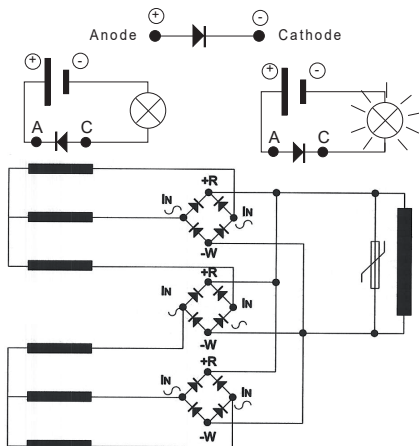 Anode + - Cathode
+ - + -
A C A C
+R
IN IN
-W
+R
IN IN
-W
+R
IN IN
-W